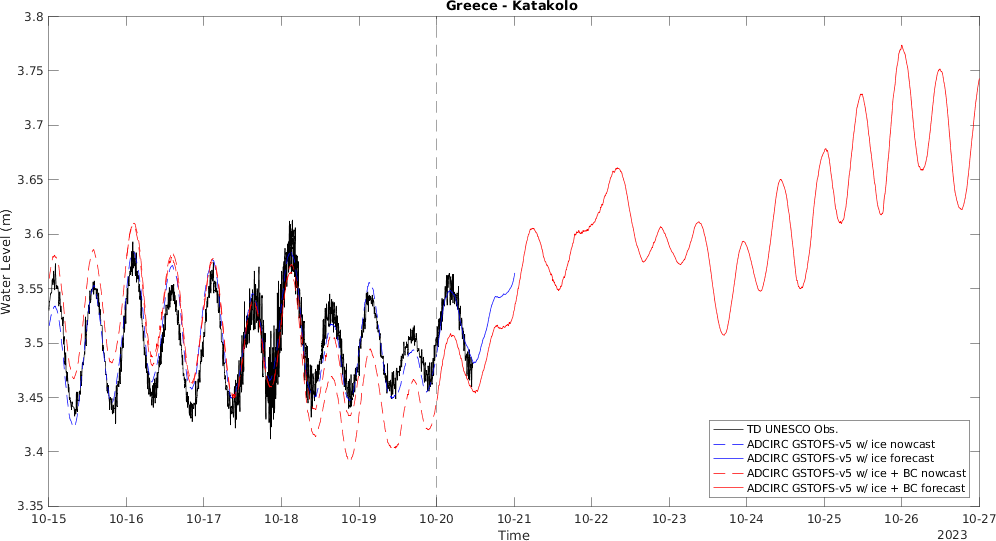 Greece - Katakolo
3.8
3.75
3.7
3.65
3.6
3.55
3.5
3.45
3.4
3.35
Water Level (m)
10-15 10-16 10-17 10-18 10-19 10-20 10-21 10-22 10-23 10-24 10-25 10-26 10-27
Time
2023
TD UNESCO Obs.
ADCIRC GSTOFS-v5 w/ ice nowcast
ADCIRC GSTOFS-v5 w/ ice forecast
ADCIRC GSTOFS-v5 w/ ice + BC nowcast
ADCIRC GSTOFS-v5 w/ ice + BC forecast